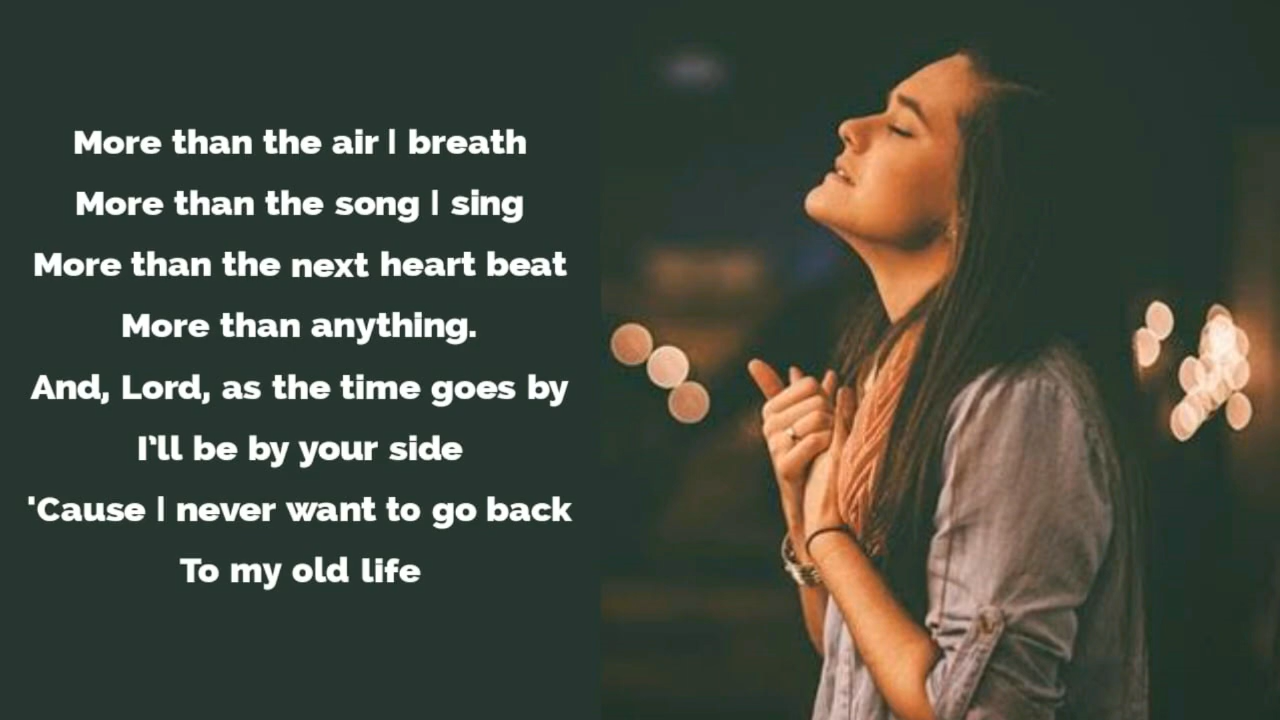 More than the air I breath
More than the song I sing
More than the next heart beat
More than anything.
And, Lord, as the time goes by
I'll be by your side
'Cause I never want to go back
To my old life